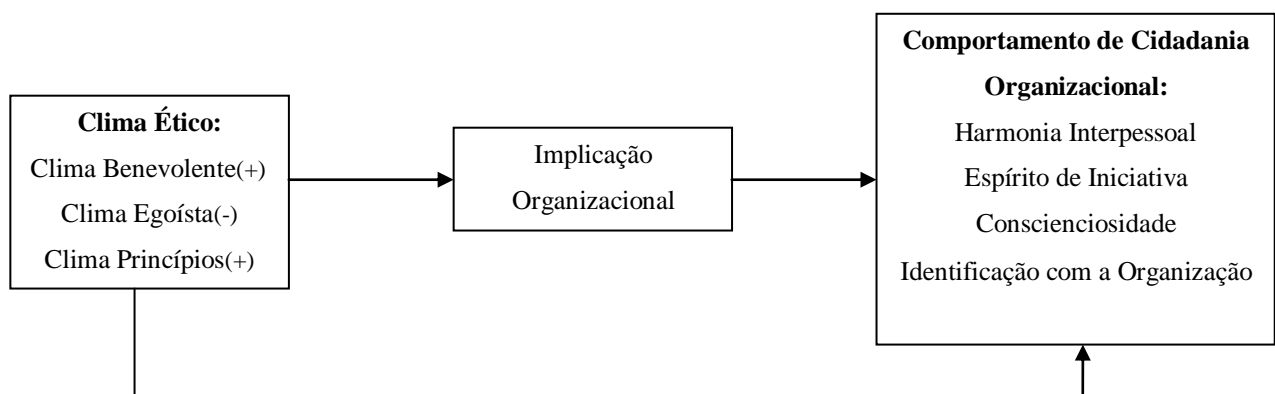 Clima Ético:
Clima Benevolente(+)
Clima Egoísta(-)
Clima Princípios(+)
Implicação
Organizacional
Comportamento de Cidadania
Organizacional:
Harmonia Interpessoal
Espírito de Iniciativa
Conscienciosidade
Identificação com a Organização